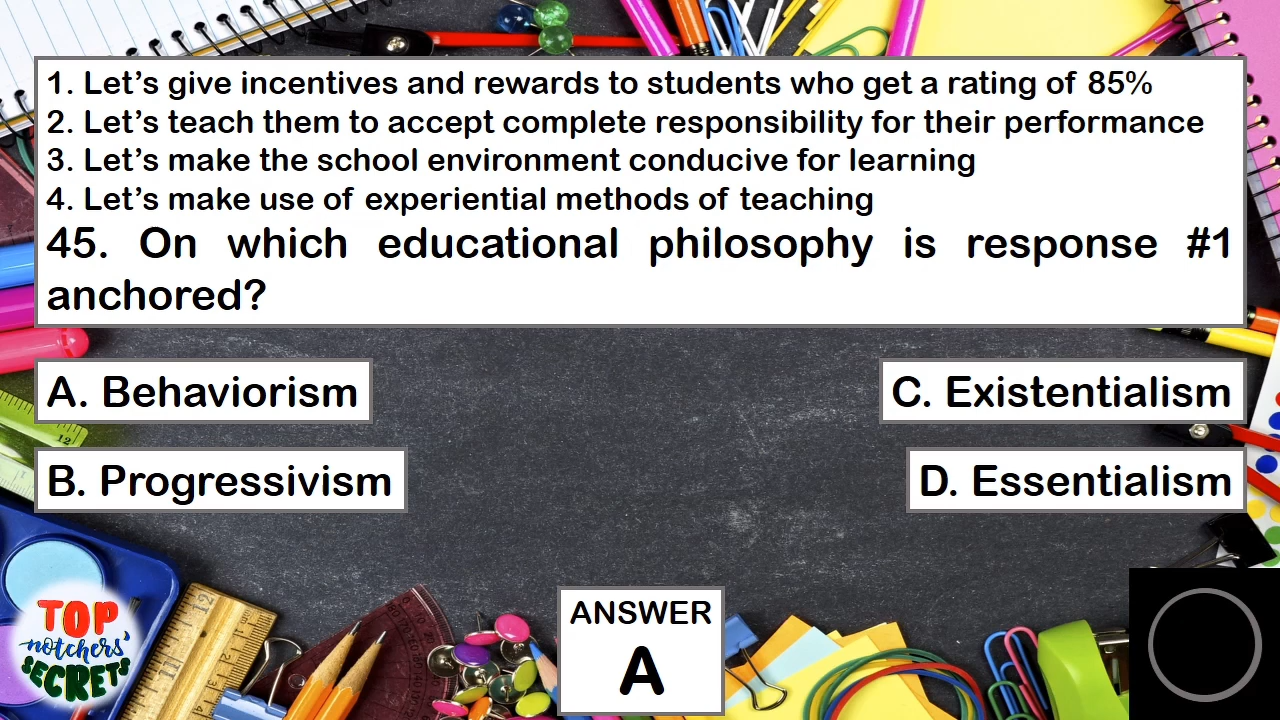 1. Let’s give incentives and rewards to students who get a rating of 85%
2. Let’s teach them to accept complete responsibility for their performance
3. Let’s make the school environment conducive for learning
4. Let’s make use of experiential methods of teaching
45. On which educational philosophy is response #1
anchored?
A. Behaviorism
C. Existentialism
B. Progressivism
D. Essentialism
ANSWER
A
TOP
notchers'
SECRETS
12
12
11